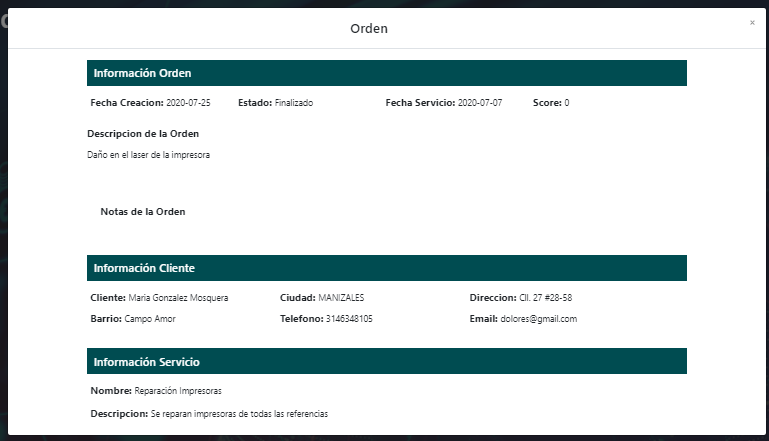 Orden
×
Información Orden
Fecha Creacion: 2020-07-25 Estado: Finalizado Fecha Servicio: 2020-07-07 Score: 0
Descripcion de la Orden
Daño en el laser de la impresora
Notas de la Orden
Información Cliente
Cliente: Maria Gonzalez Mosquera Ciudad: MANIZALES Direccion: Cll. 27 #28-58
Barrio: Campo Amor Telefono: 3146348105 Email: dolores@gmail.com
Información Servicio
Nombre: Reparación Impresoras
Descripcion: Se reparan impresoras de todas las referencias